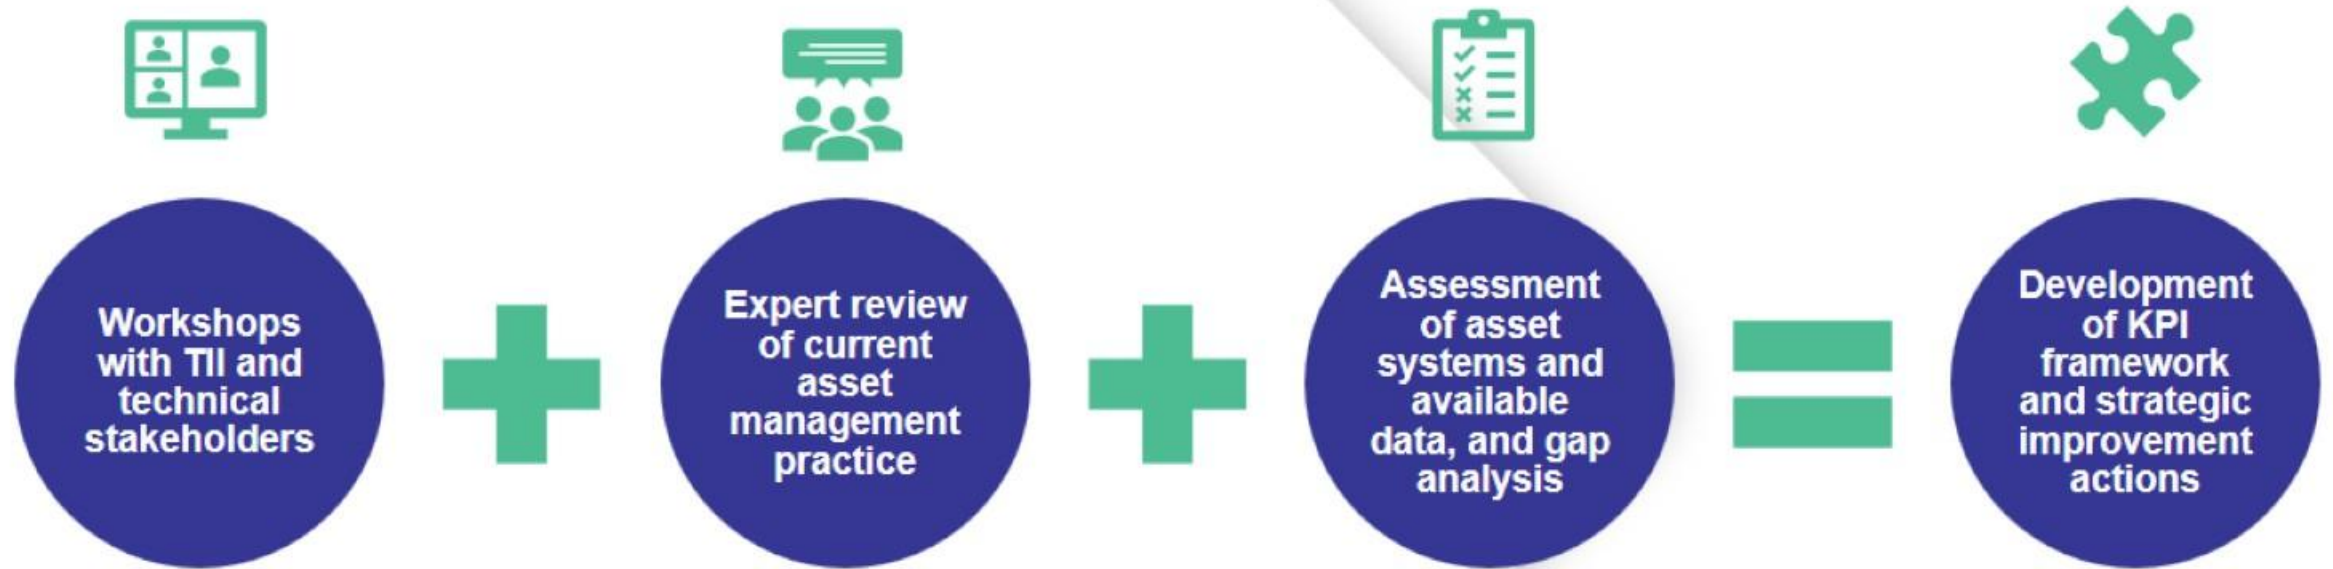 Workshops
with TII and
technical
stakeholders
Expert review
of current
asset
management
practice
Assessment
of asset
systems and
available
data, and gap
analysis
Development
of KPI
framework
and strategic
improvement
actions